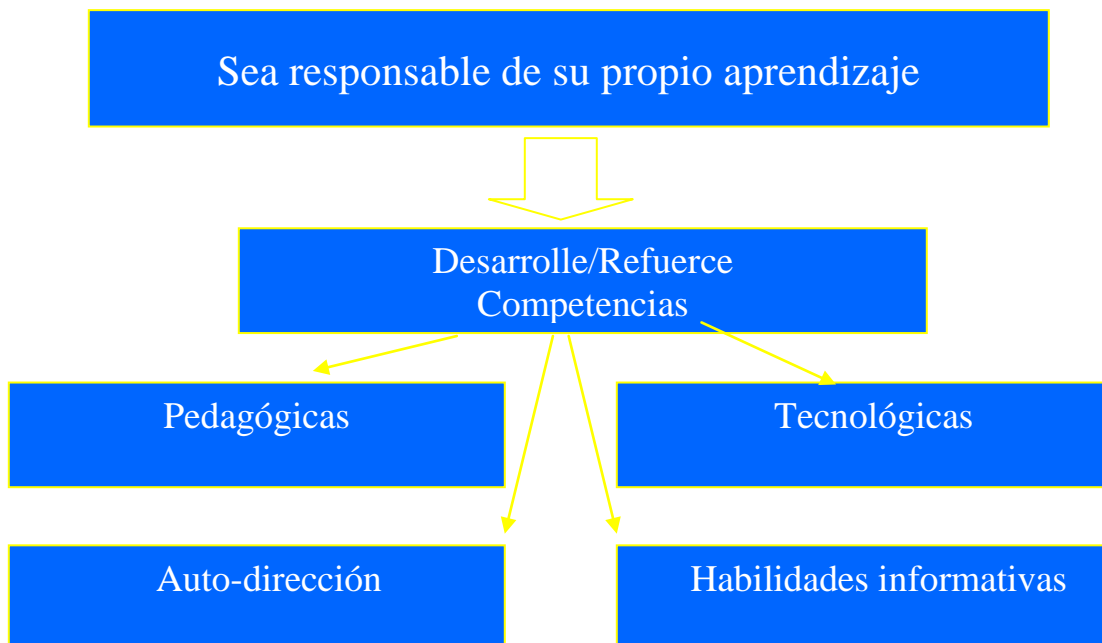 Sea responsable de su propio aprendizaje
Desarrolle/Refuerce
Competencias
Pedagógicas
Tecnológicas
Auto-dirección
Habilidades informativas